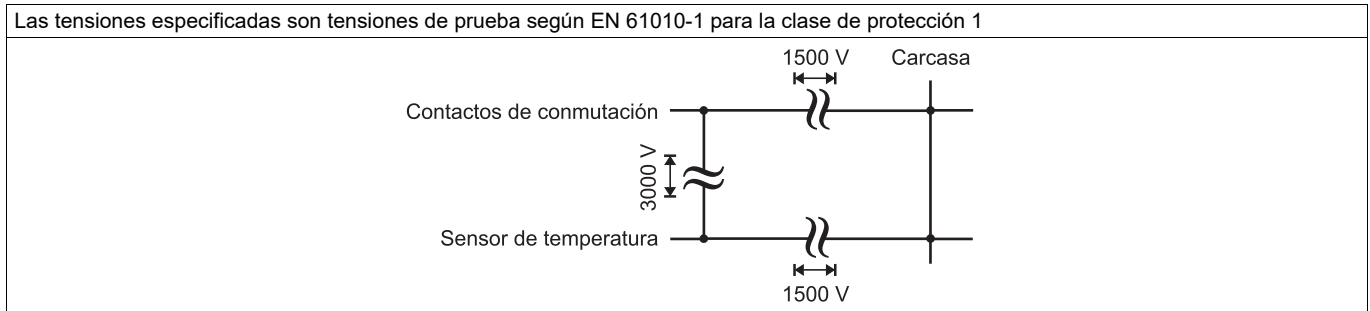 Las tensiones especificadas son tensiones de prueba según EN 61010-1 para la clase de protección 1
1500 V
Carcasa
Contactos de conmutación
3000 V
Sensor de temperatura
1500 V